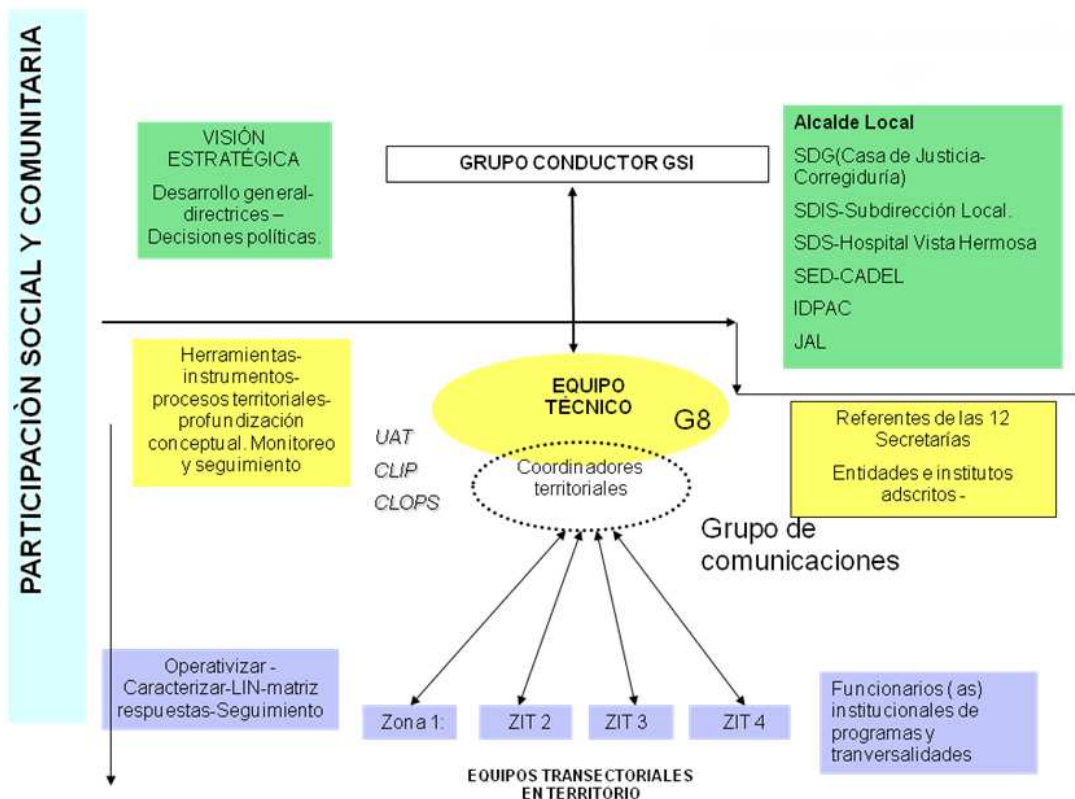 PARTICIPACIÒN SOCIAL Y COMUNITARIA
VISIÓN
ESTRATÉGICA
Desarrollo general-
directrices –
Decisiones políticas.
GRUPO CONDUCTOR GSI
Alcalde Local
SDG(Casa de Justicia-
Corregiduría)
SDIS-Subdirección Local.
SDS-Hospital Vista Hermosa
SED-CADEL
IDPAC
JAL
Herramientas-
instrumentos-
procesos territoriales-
profundización
conceptual. Monitoreo
y seguimiento
EQUIPO
TÉCNICO
G8
UAT
CLIP
CLOPS
Coordinadores
territoriales
Referentes de las 12
Secretarías
Entidades e institutos
adscritos -
Grupo de
comunicaciones
Operativizar -
Caracterizar-LIN-matriz
respuestas-Seguimiento
Zona 1:
ZIT 2
ZIT 3
ZIT 4
Funcionarios ( as)
institucionales de
programas y
tranversalidades
EQUIPOS TRANSECTORIALES
EN TERRITORIO